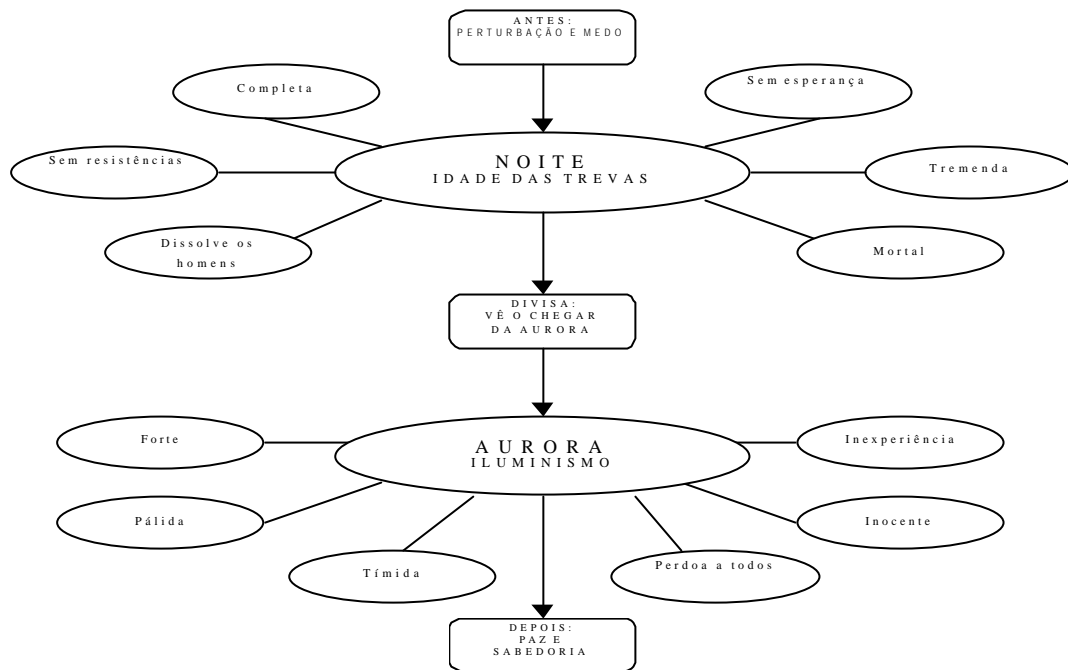 ANTES:
PERTURBAÇÃO E MEDO
Completa
Sem esperança
Sem resistências
NOITE
IDADE DAS TREVAS
Tremenda
Dissolve os
homens
Mortal
DIVISA:
VÊ O CHEGAR
DA AURORA
Forte
AURORA
ILUMINISMO
Inexperiência
Pálida
Inocente
Tímida
Perdoa a todos
DEPOIS:
PAZ E
SABEDORIA